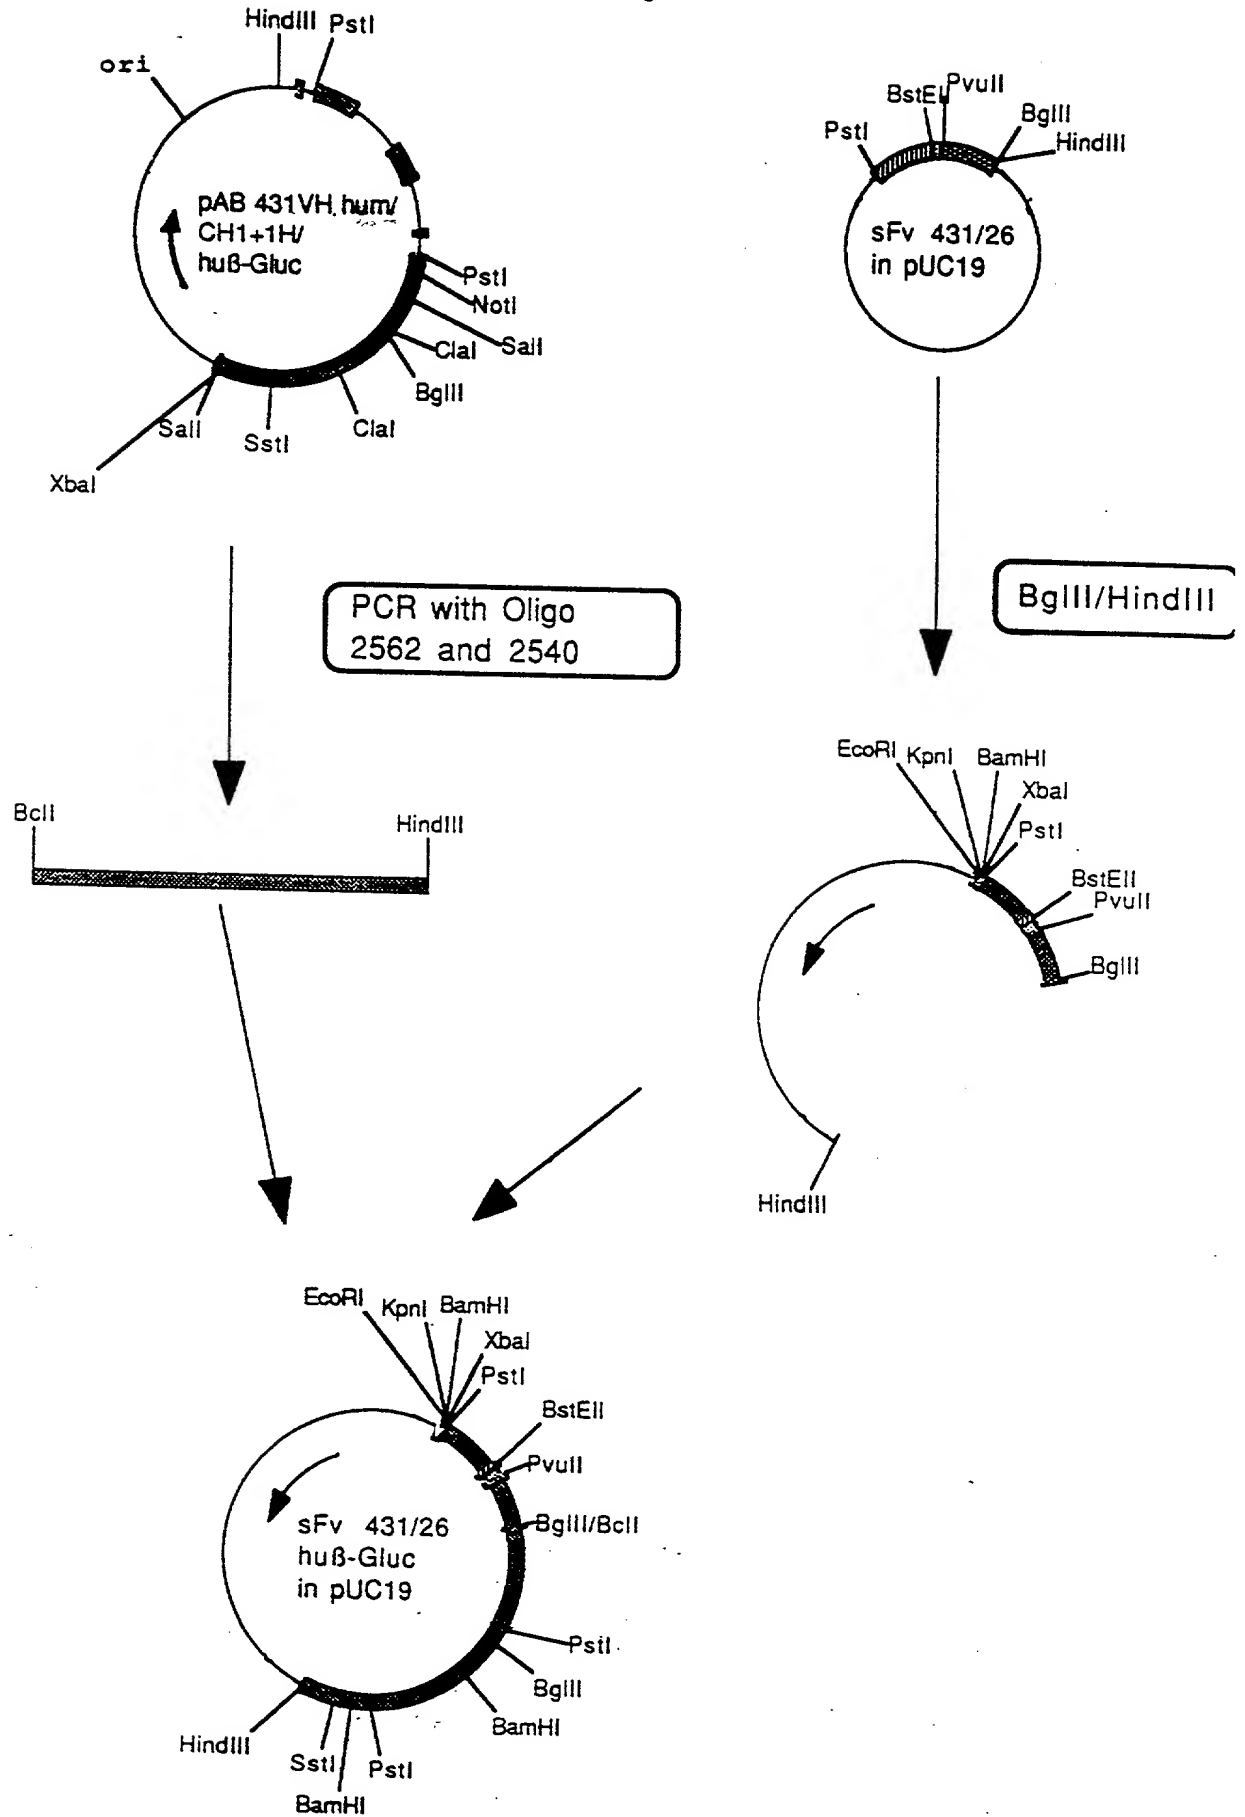 HindIII PstI
ori
pAB 431VH hum/
CH1+1H/
huß-Gluc
PstI
NotI
SalI
ClaI
BglII
ClaI
SstI
SalI
XbaI
PstI
BstEII
PvuII
BglII
HindIII
sFv 431/26
in pUC19
PCR with Oligo
2562 and 2540
BglII/HindIII
BclI
HindIII
EcoRI KpnI BamHI
XbaI
PstI
BstEII
PvuII
BglII
HindIII
EcoRI KpnI BamHI
XbaI
PstI
BstEII
PvuII
BglII/BclI
sFv 431/26
huß-Gluc
in pUC19
PstI
BglII
BamHI
HindIII
SstI
PstI
BamHI